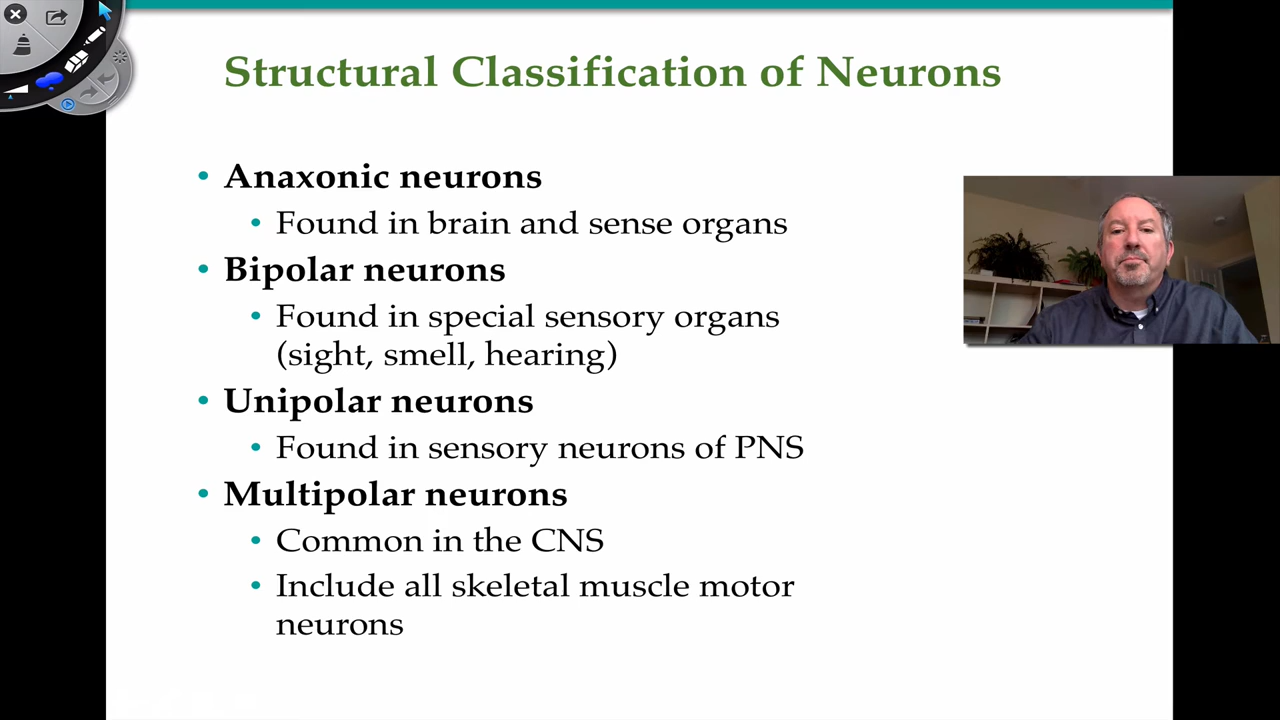 Structural Classification of Neurons
• Anaxonic neurons
• Found in brain and sense organs
• Bipolar neurons
• Found in special sensory organs
(sight, smell, hearing)
• Unipolar neurons
• Found in sensory neurons of PNS
• Multipolar neurons
• Common in the CNS
• Include all skeletal muscle motor
neurons